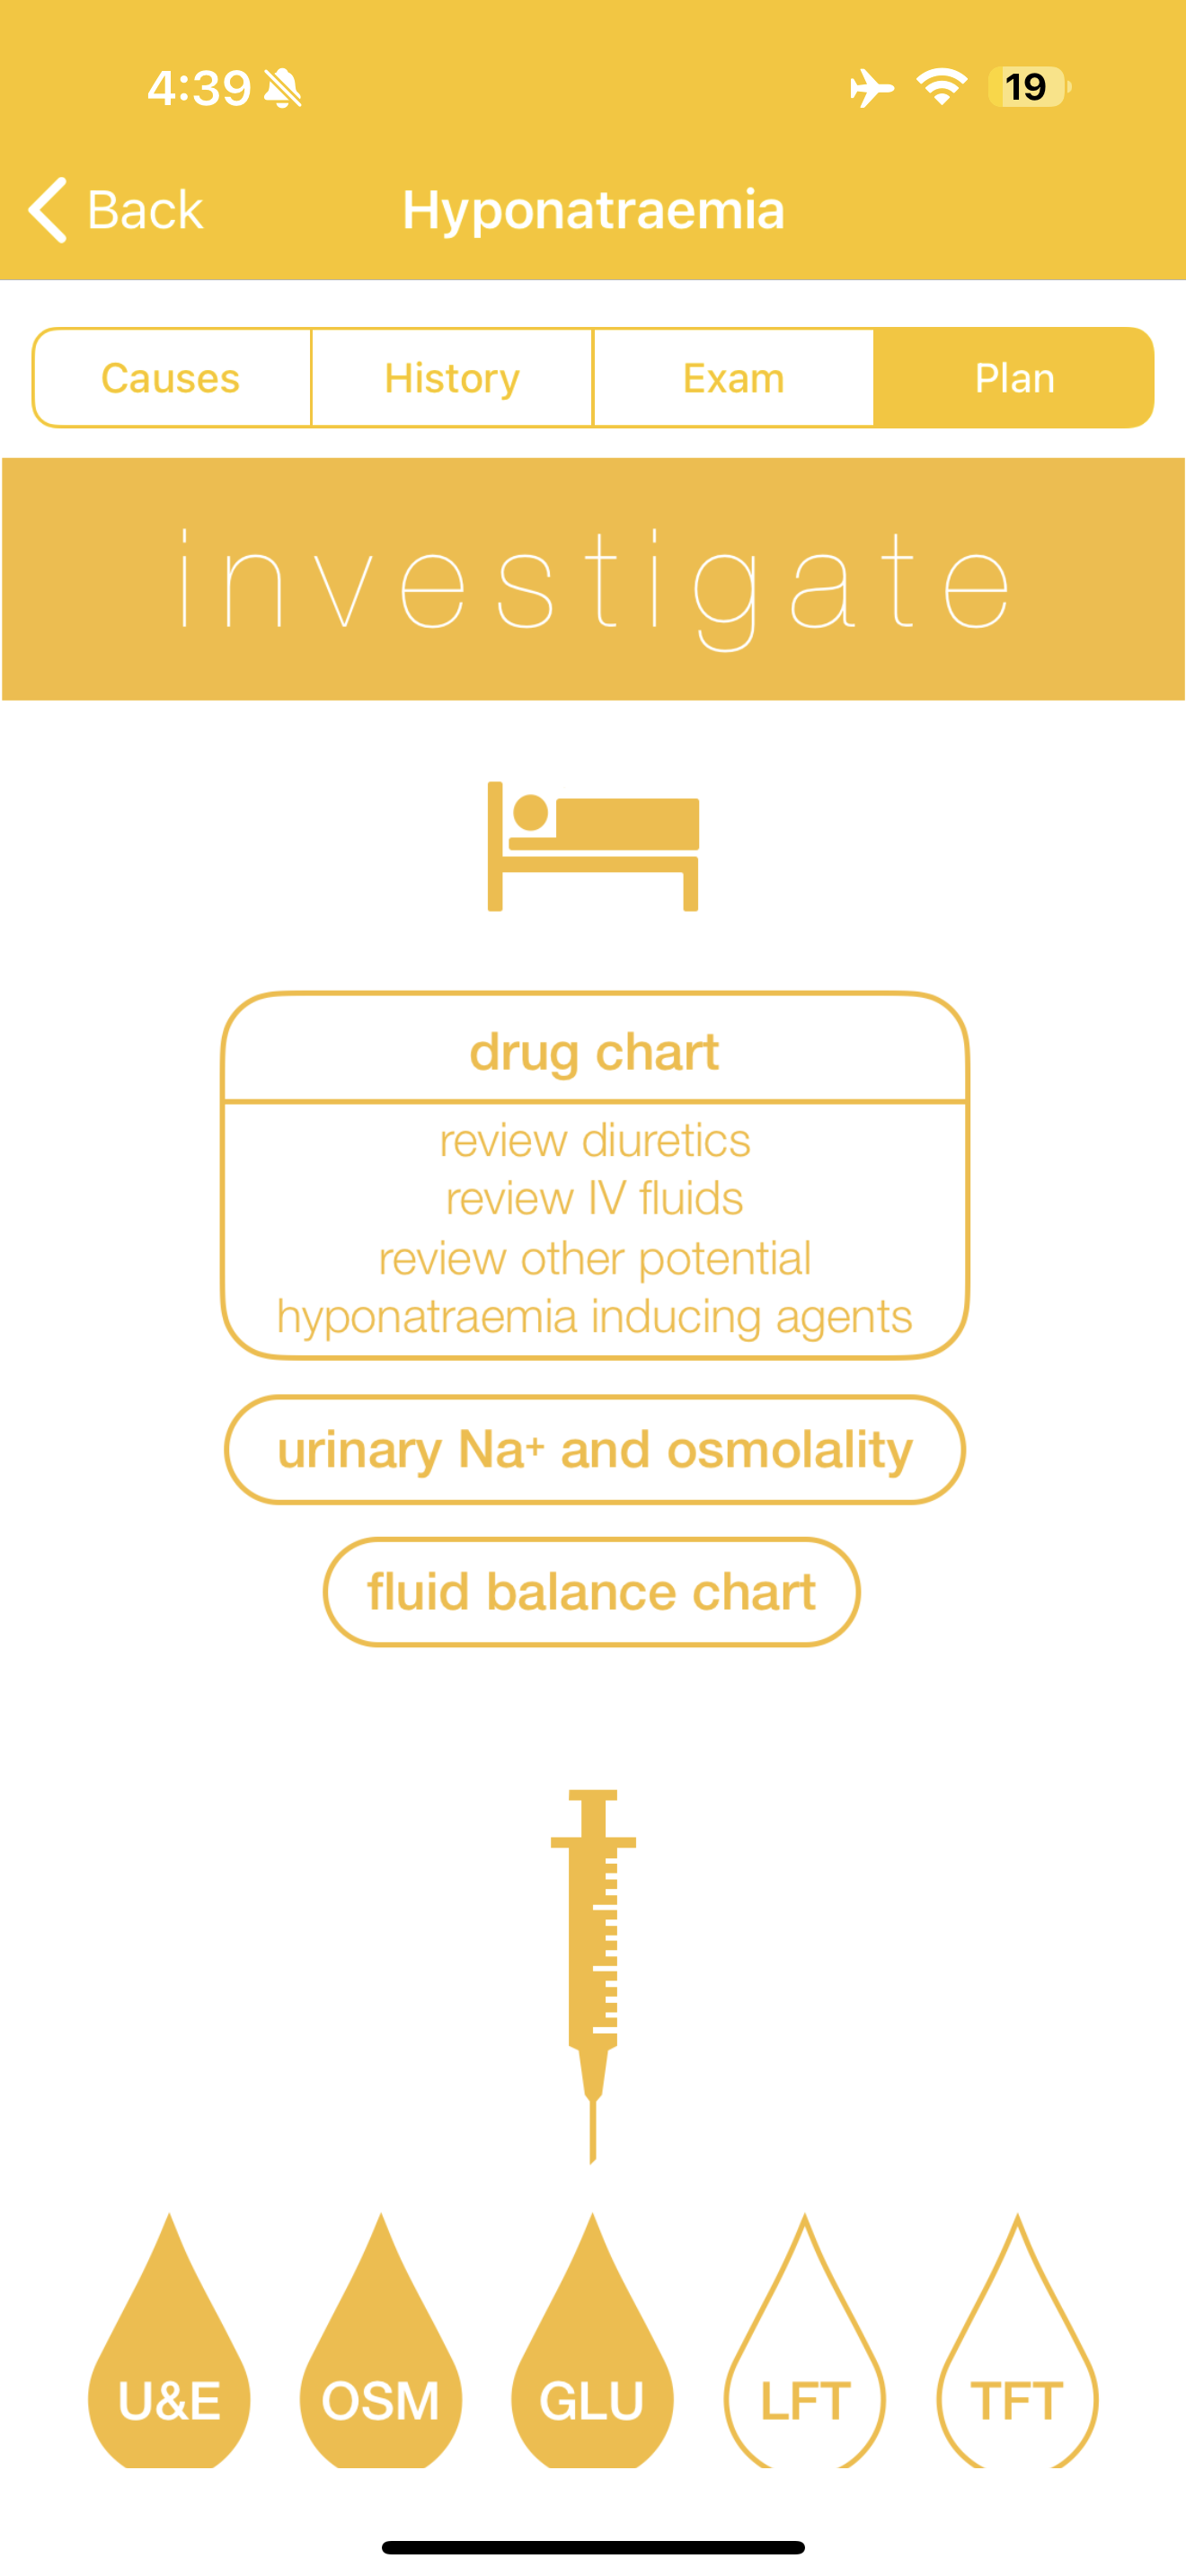 4:39
19
Back
Hyponatraemia
Causes
History
Exam
Plan
investigate
drug chart
review diuretics
review IV fluids
review other potential
hyponatraemia inducing agents
urinary Na⁺ and osmolality
fluid balance chart
U&E
OSM
GLU
LFT
TFT